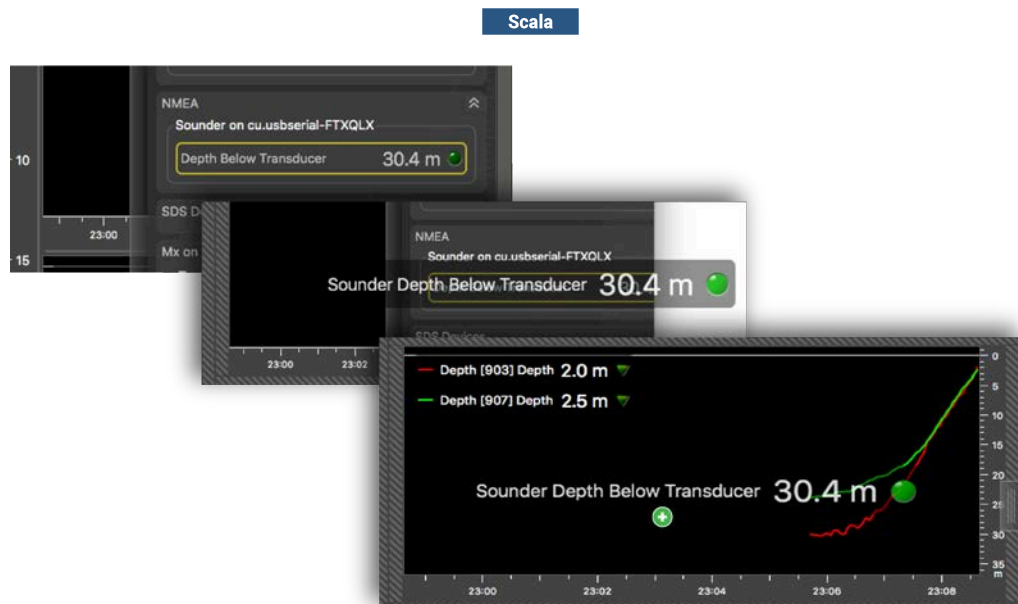 Scala
NMEA
Sounder on cu.usbserial-FTXQLX
Depth Below Transducer 30.4 m
10
23:00
SDS D
15
Mx on
NMEA
Sounder on cu.usbserial-FTXQLX
Sounder Depth Below Transducer 30.4 m
SDS Devices
23:00 23:02
Depth [903] Depth 2.0 m
Depth [907] Depth 2.5 m
Sounder Depth Below Transducer 30.4 m
0
5
10
15
20
25
30
35
m
23:00 23:02 23:04 23:06 23:08